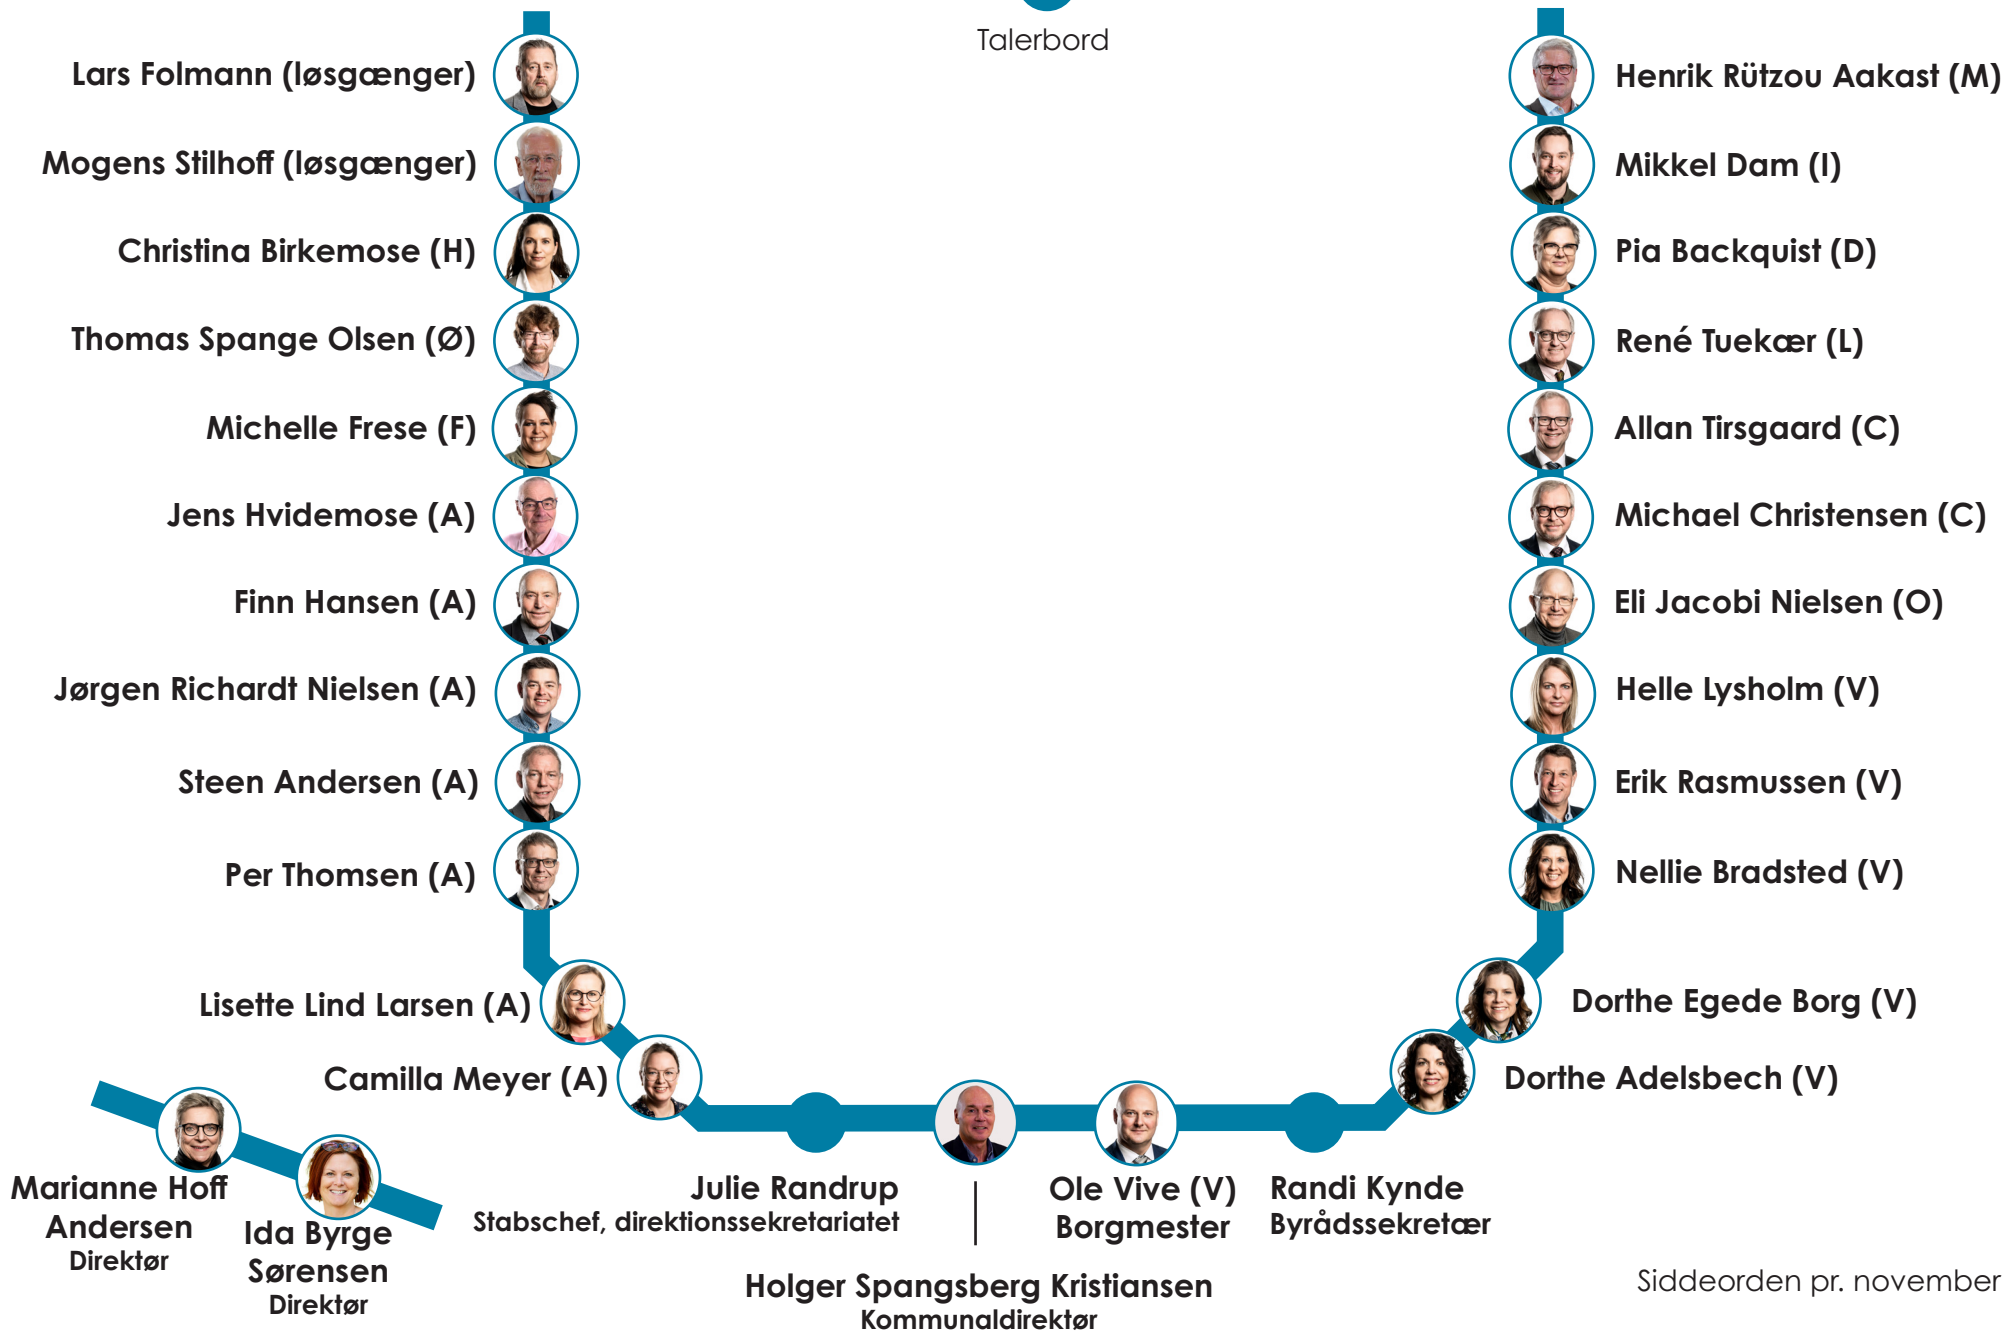 Talerbord
Lars Folmann (løsgænger)
Mogens Stilhoff (løsgænger)
Christina Birkemose (H)
Thomas Spange Olsen (Ø)
Michelle Frese (F)
Jens Hvidemose (A)
Finn Hansen (A)
Jørgen Richardt Nielsen (A)
Steen Andersen (A)
Per Thomsen (A)
Lisette Lind Larsen (A)
Camilla Meyer (A)
Henrik Rützou Aakast (M)
Mikkel Dam (I)
Pia Backquist (D)
René Tuekær (L)
Allan Tirsgaard (C)
Michael Christensen (C)
Eli Jacobi Nielsen (O)
Helle Lysholm (V)
Erik Rasmussen (V)
Nellie Bradsted (V)
Dorthe Egede Borg (V)
Dorthe Adelsbech (V)
Marianne Hoff
Andersen
Direktør
Ida Byrge
Sørensen
Direktør
Julie Randrup
Stabschef, direktionssekretariatet
Holger Spangsberg Kristiansen
Kommunaldirektør
Ole Vive (V)
Borgmester
Randi Kynde
Byrådssekretær
Siddeorden pr. november